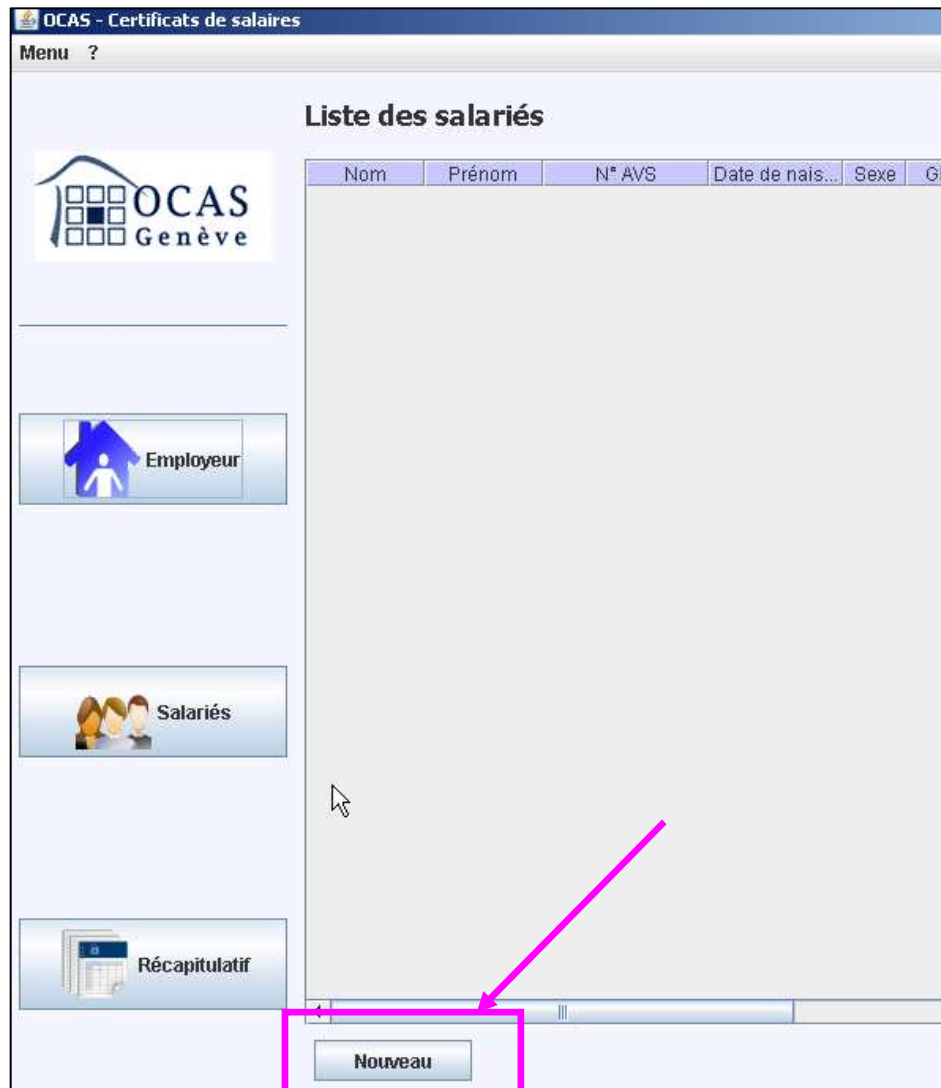 OCAS - Certificats de salaires
Menu ?
Liste des salariés
OCAS
Genève
Nom Prénom N° AVS Date de nais... Sexe G
Employeur
Salariés
Récapitulatif
Nouveau